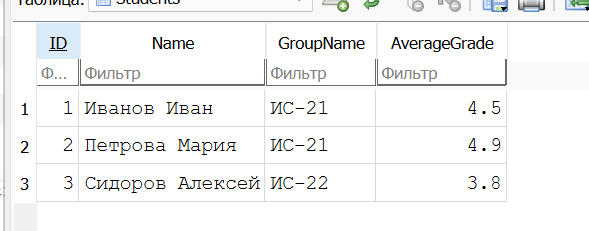 Таблица: Students
ID Name GroupName AverageGrade
Ф... Фильтр Фильтр Фильтр
1 1 Иванов Иван ИС-21 4.5
2 2 Петрова Мария ИС-21 4.9
3 3 Сидоров Алексей ИС-22 3.8